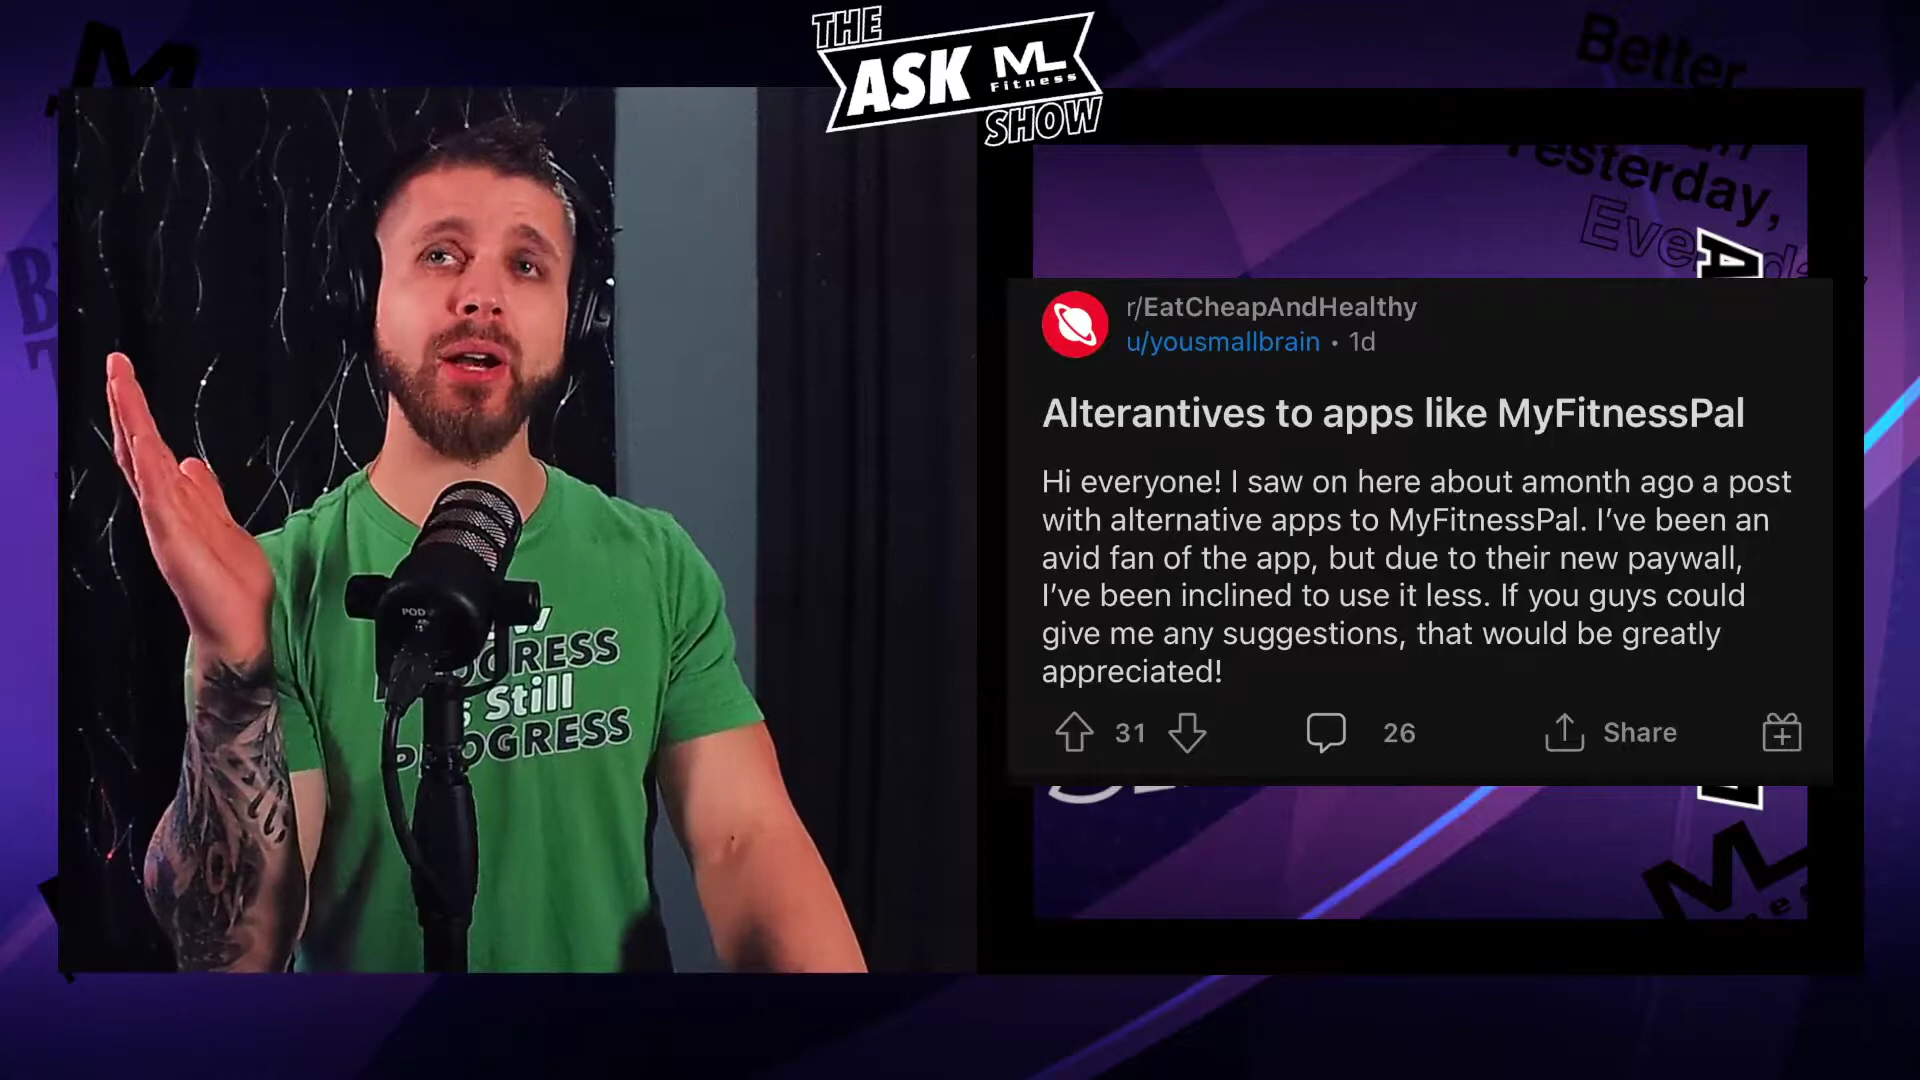 THE
ASK ML
Fitness
SHOW
Better
Yesterday,
r/EatCheapAndHealthy
u/yousmallbrain • 1d
Alterantives to apps like MyFitnessPal
Hi everyone! I saw on here about amonth ago a post
with alternative apps to MyFitnessPal. I’ve been an
avid fan of the app, but due to their new paywall,
I’ve been inclined to use it less. If you guys could
give me any suggestions, that would be greatly
appreciated!
31
26
Share
POD
Still
PROGRESS